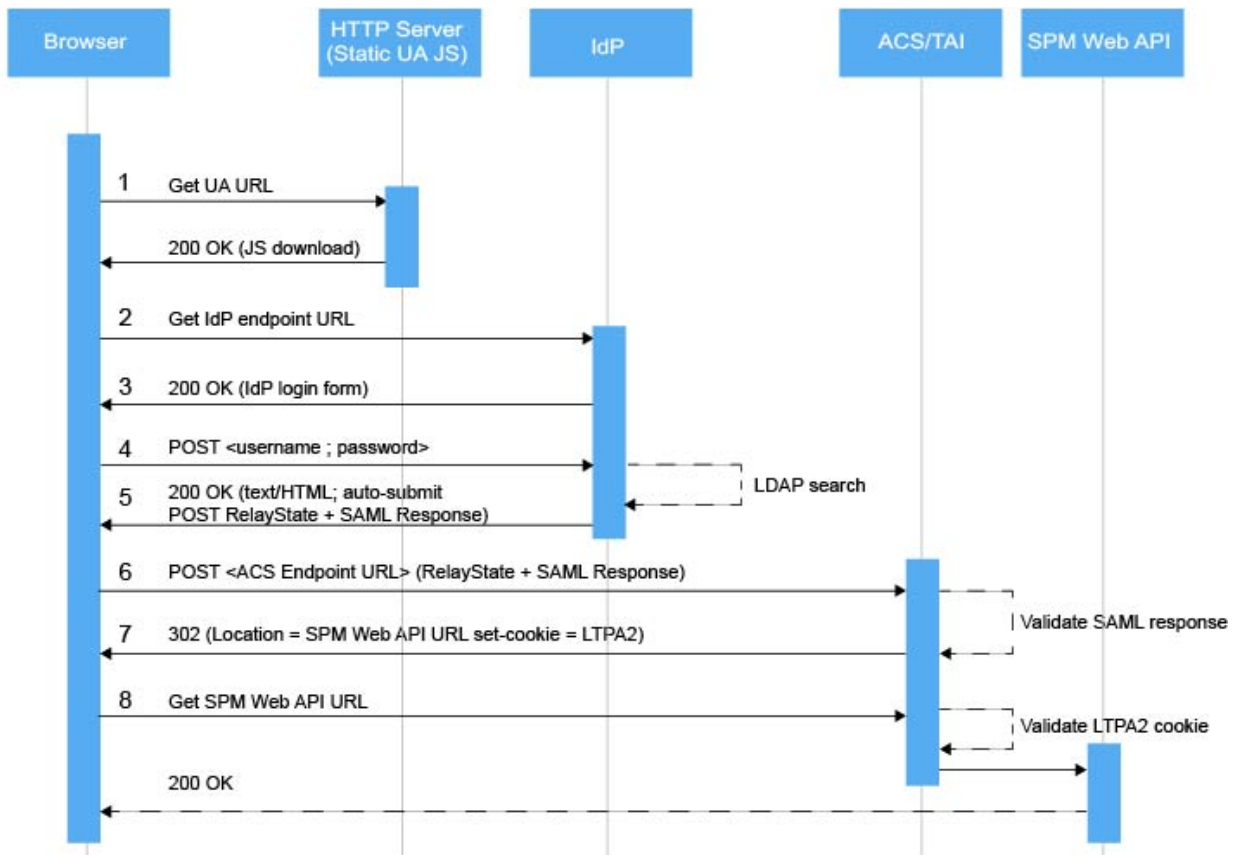 Browser
HTTP Server
(Static UA JS)
IdP
ACS/TAI
SPM Web API
1 Get UA URL
200 OK (JS download)
2 Get IdP endpoint URL
3 200 OK (IdP login form)
4 POST <username ; password>
LDAP search
5 200 OK (text/HTML; auto-submit
POST RelayState + SAML Response)
6 POST <ACS Endpoint URL> (RelayState + SAML Response)
Validate SAML response
7 302 (Location = SPM Web API URL set-cookie = LTPA2)
8 Get SPM Web API URL
Validate LTPA2 cookie
200 OK